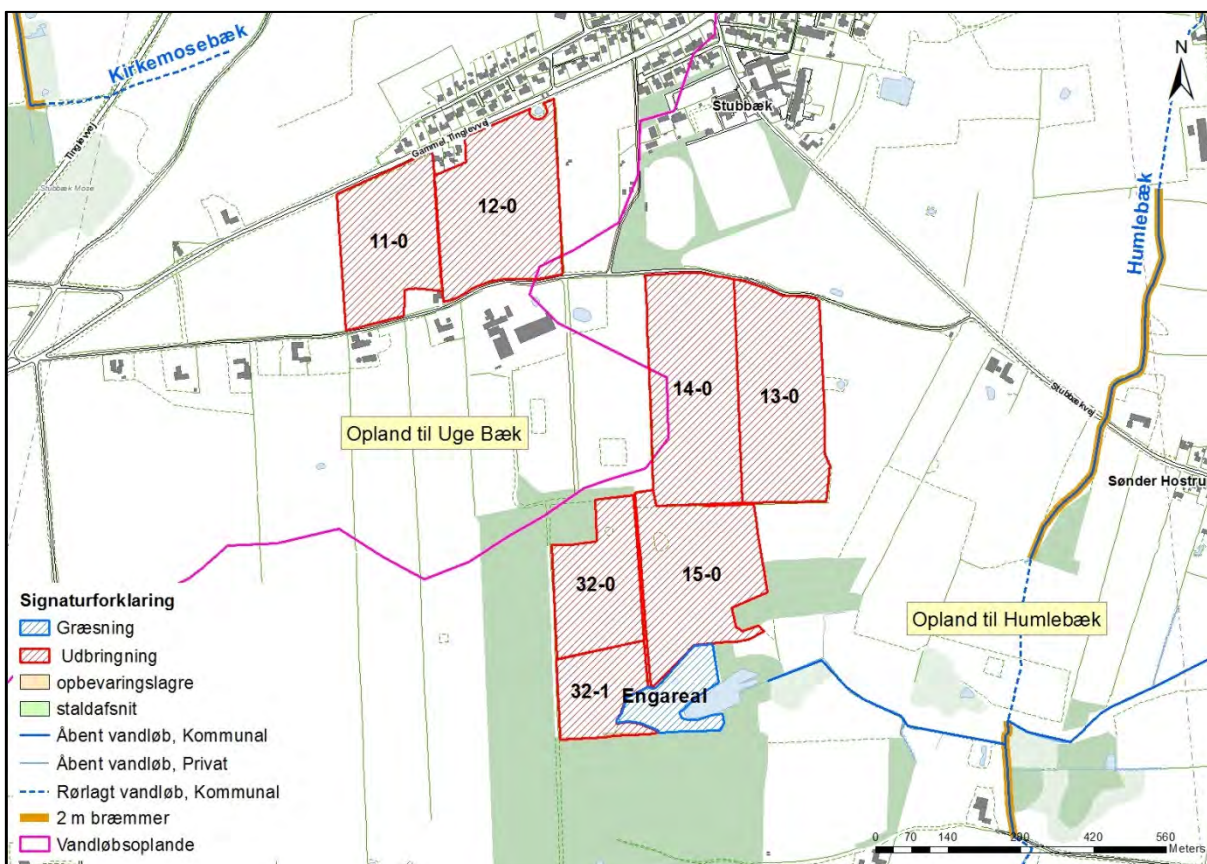 Kirkemosebæk
N
Tinglevvej
Stubbæk Mose
Gammel Tinglevvej
Stubbæk
Humlebæk
12-0
11-0
14-0
13-0
Stubbækvej
Opland til Uge Bæk
Sønder Hostru
32-0
15-0
Opland til Humlebæk
32-1
Engareal
Signaturforklaring
Græsning
Udbringning
opbevaringslagre
staldafsnit
Åbent vandløb, Kommunal
Åbent vandløb, Privat
Rørlagt vandløb, Kommunal
2 m bræmmer
Vandløbsoplande
0 70 140 280 420 560
Meters